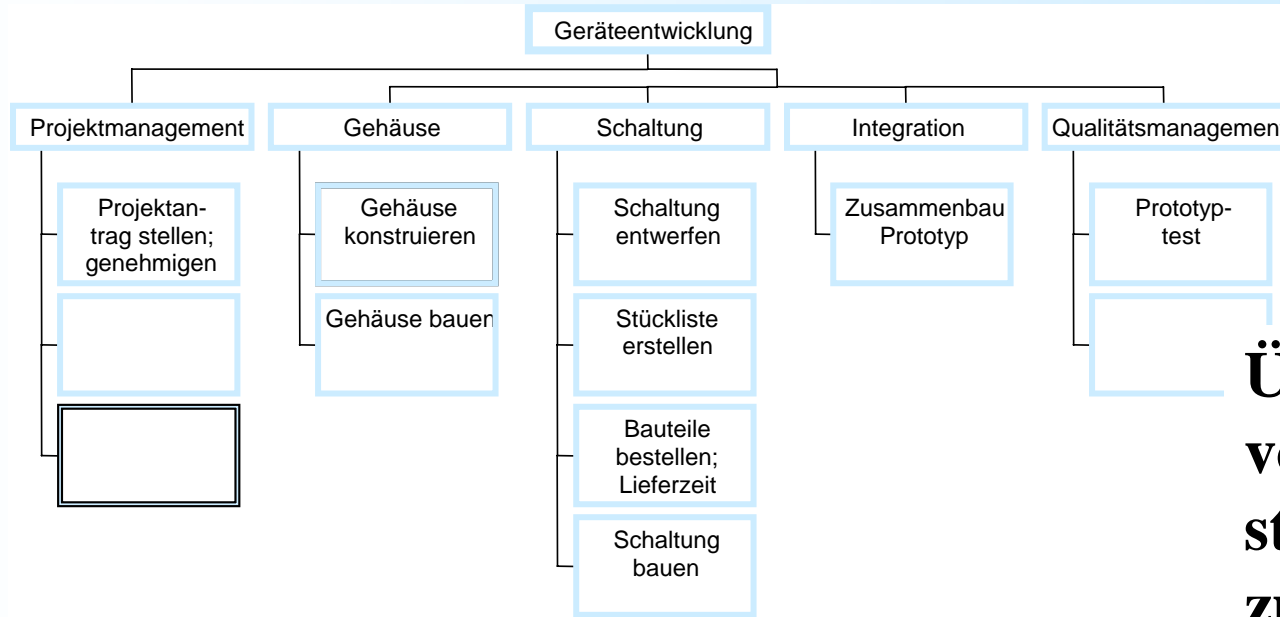 Geräteentwicklung
Projektmanagement
Gehäuse
Schaltung
Integration
Qualitätsmanagemen
Projektan-
trag stellen;
genehmigen
Gehäuse
konstruieren
Gehäuse bauen
Schaltung
entwerfen
Stückliste
erstellen
Bauteile
bestellen;
Lieferzeit
Schaltung
bauen
Zusammenbau
Prototyp
Prototyp-
test